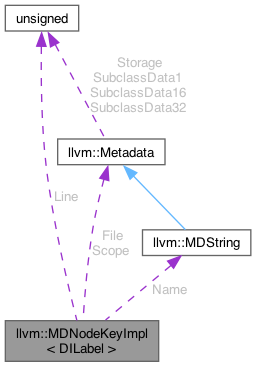 unsigned
Storage
SubclassData1
SubclassData16
SubclassData32
llvm::Metadata
Line
File
Scope
llvm::MDString
Name
llvm::MDNodeKeyImpl
< DILabel >